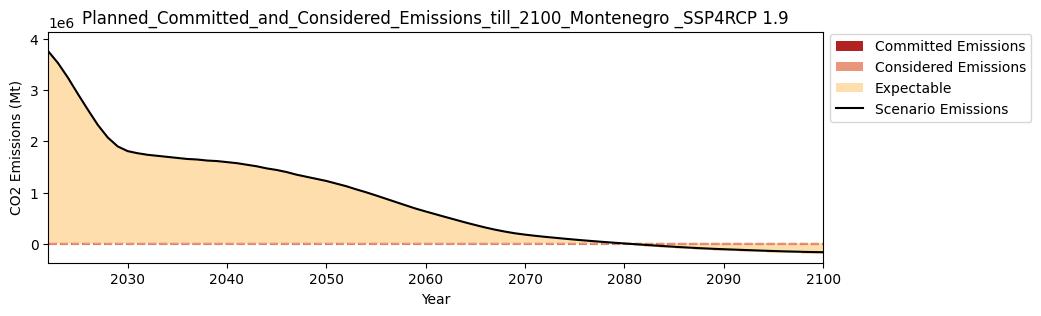 Planned_Committed_and_Considered_Emissions_till_2100_Montenegro _SSP4RCP 1.9
1e6
4
3
2
1
0
CO2 Emissions (Mt)
2030 2040 2050 2060 2070 2080 2090 2100
Year
Committed Emissions
Considered Emissions
Expectable
Scenario Emissions